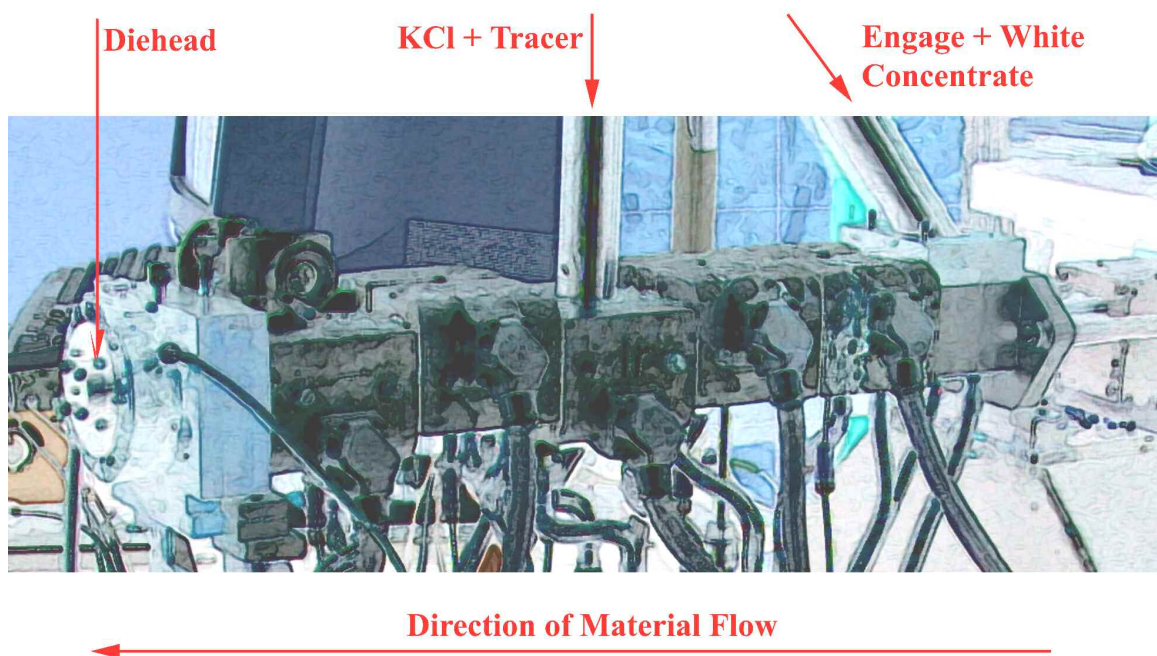 Diehead
KCl + Tracer
Engage + White
Concentrate
Direction of Material Flow